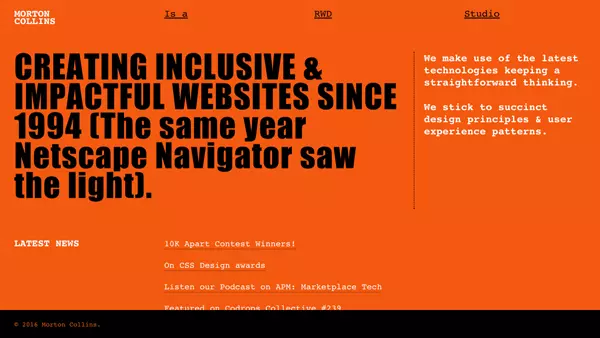 MORTON
COLLINS
Is a
RWD
Studio
CREATING INCLUSIVE &
IMPACTFUL WEBSITES SINCE
1994 (The same year
Netscape Navigator saw
the light).
We make use of the latest
technologies keeping a
straightforward thinking.
We stick to succinct
design principles & user
experience patterns.
LATEST NEWS
10K Apart Contest Winners!
On CSS Design awards
Listen our Podcast on APM: Marketplace Tech
Featured on Codrops Collective #239
© 2016 Morton Collins.